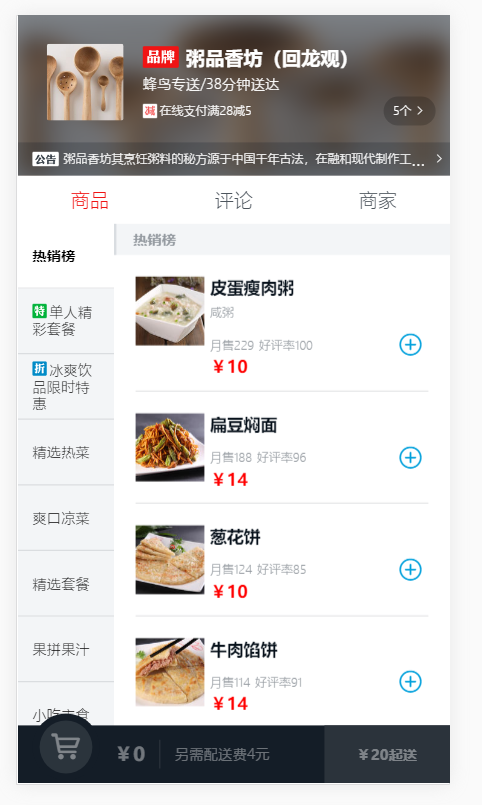 品牌 粥品香坊（回龙观）
蜂鸟专送/38分钟送达
减 在线支付满28减5
5个 >
公告 粥品香坊其烹饪粥料的秘方源于中国千年古法，在融和现代制作工... >
商品 评论 商家
热销榜
特 单人精
彩套餐
折 冰爽饮
品限时特
惠
精选热菜
爽口凉菜
精选套餐
果拼果汁
小吃主食
热销榜
皮蛋瘦肉粥
咸粥
月售229 好评率100
¥10
扁豆焖面
月售188 好评率96
¥14
葱花饼
月售124 好评率85
¥10
牛肉馅饼
月售114 好评率91
¥14
¥0 另需配送费4元 ¥20起送